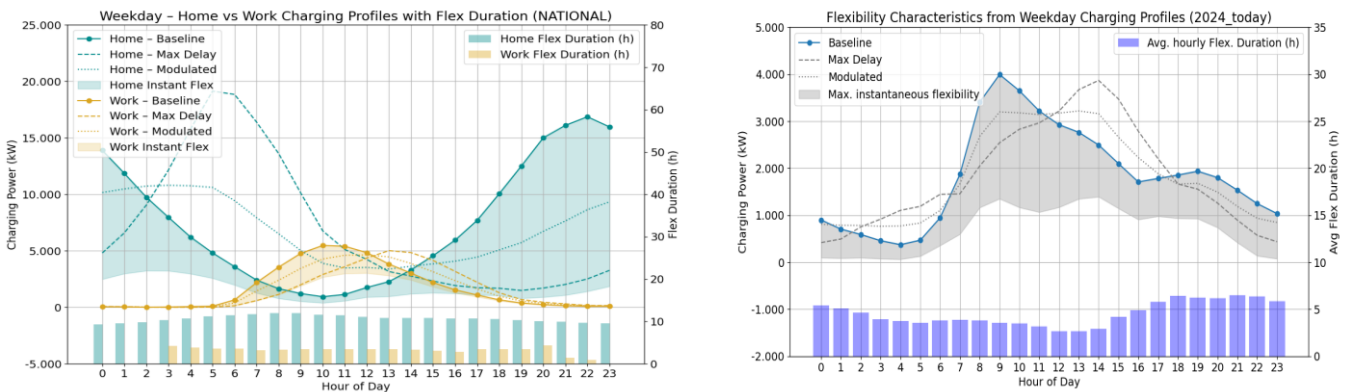 Weekday – Home vs Work Charging Profiles with Flex Duration (NATIONAL)
25.000
20.000
15.000
10.000
5.000
0
-5.000
Charging Power (kW)
Home – Baseline
Home – Max Delay
Home – Modulated
Home Instant Flex
Work – Baseline
Work – Max Delay
Work – Modulated
Work Instant Flex
Home Flex Duration (h)
Work Flex Duration (h)
80
70
60
50
40
30
20
10
0
Flex Duration (h)
0 1 2 3 4 5 6 7 8 9 10 11 12 13 14 15 16 17 18 19 20 21 22 23
Hour of Day
Flexibility Characteristics from Weekday Charging Profiles (2024_today)
5.000
4.000
3.000
2.000
1.000
0
-1.000
-2.000
Charging Power (kW)
Baseline
Max Delay
Modulated
Max. instantaneous flexibility
Avg. hourly Flex. Duration (h)
35
30
25
20
15
10
5
0
Avg Flex Duration (h)
0 1 2 3 4 5 6 7 8 9 10 11 12 13 14 15 16 17 18 19 20 21 22 23
Hour of Day